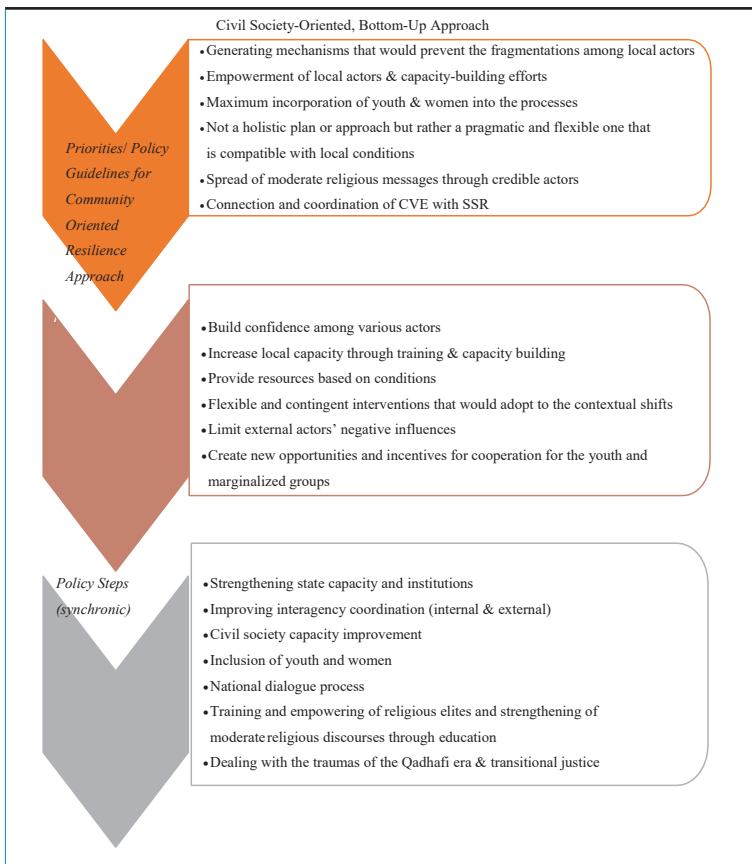 Civil Society-Oriented, Bottom-Up Approach
Priorities/ Policy
Guidelines for
Community
Oriented
Resilience
Approach
•Generating mechanisms that would prevent the fragmentations among local actors
•Empowerment of local actors & capacity-building efforts
•Maximum incorporation of youth & women into the processes
•Not a holistic plan or approach but rather a pragmatic and flexible one that
is compatible with local conditions
•Spread of moderate religious messages through credible actors
•Connection and coordination of CVE with SSR
•Build confidence among various actors
•Increase local capacity through training & capacity building
•Provide resources based on conditions
•Flexible and contingent interventions that would adopt to the contextual shifts
•Limit external actors’ negative influences
•Create new opportunities and incentives for cooperation for the youth and
marginalized groups
Policy Steps
(synchronic)
•Strengthening state capacity and institutions
•Improving interagency coordination (internal & external)
•Civil society capacity improvement
•Inclusion of youth and women
•National dialogue process
•Training and empowering of religious elites and strengthening of
moderate religious discourses through education
•Dealing with the traumas of the Qadhafi era & transitional justice